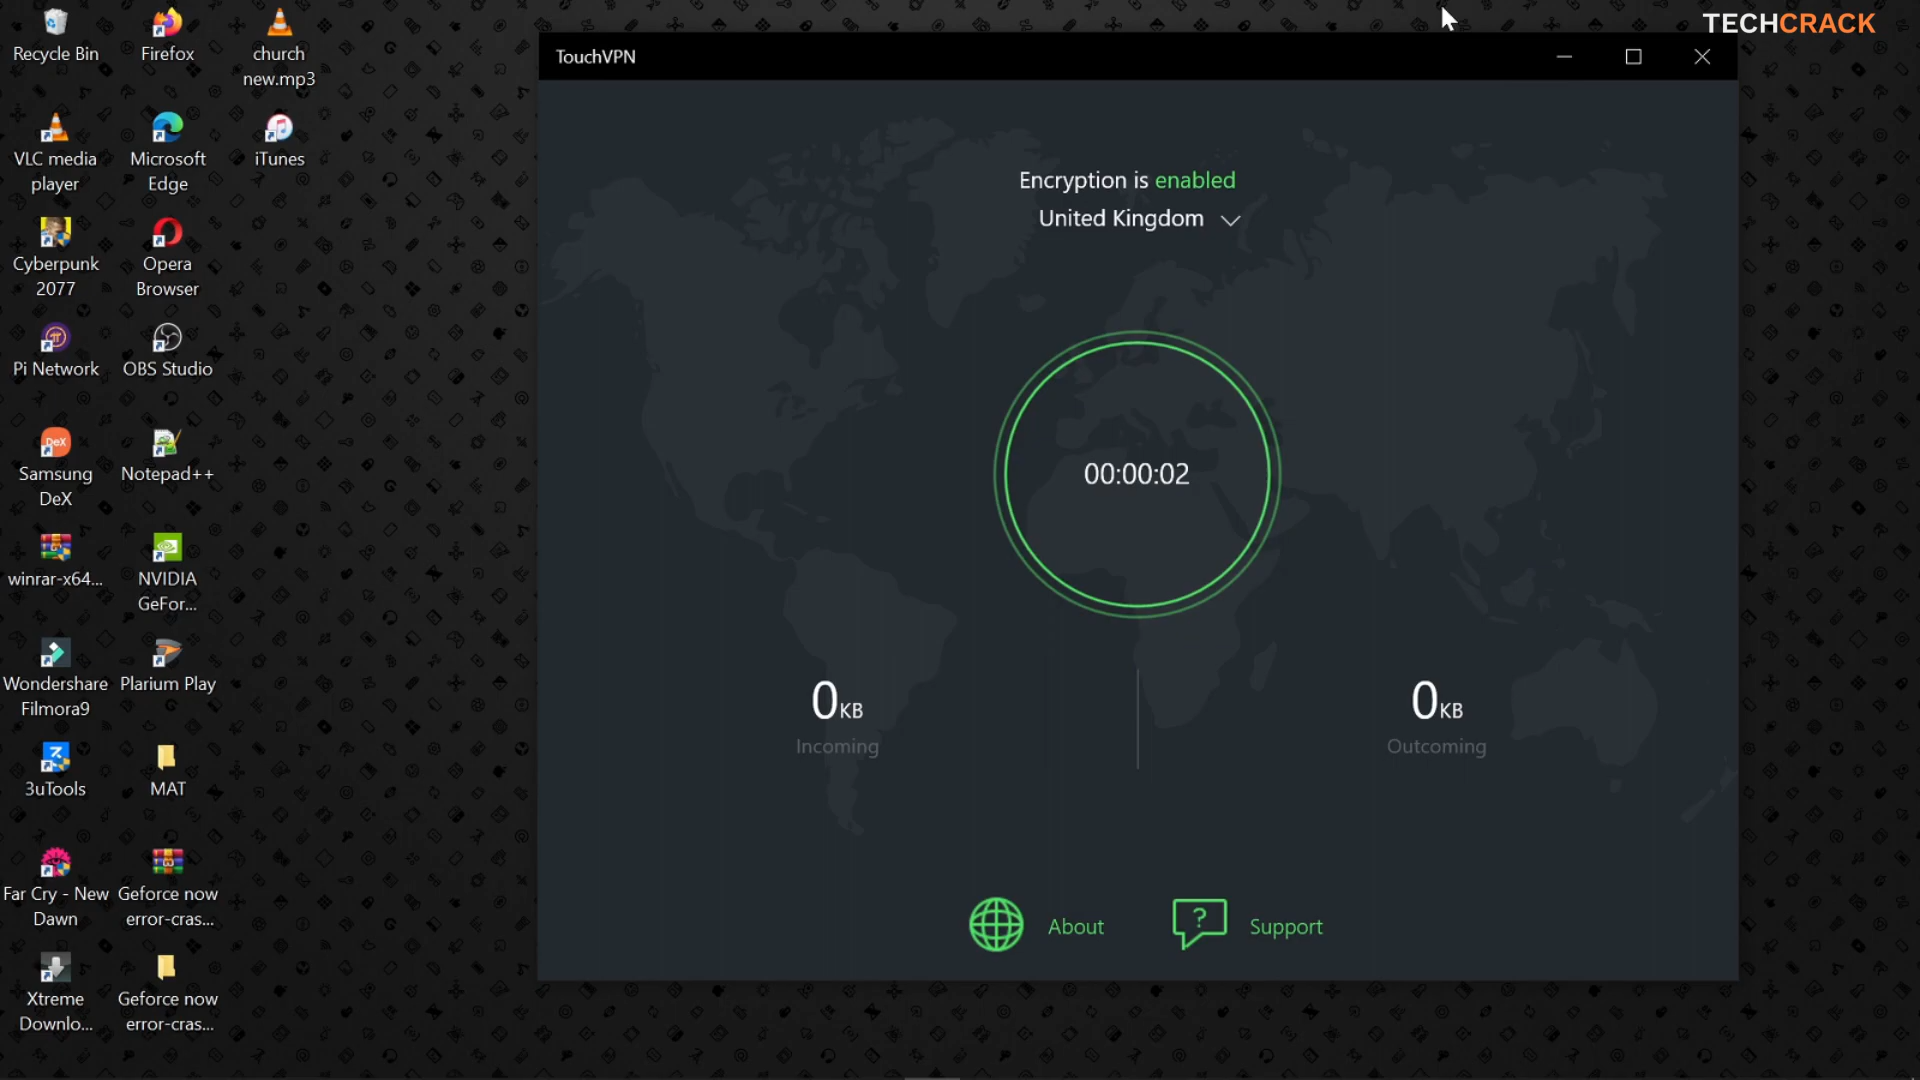 Recycle Bin
Firefox
church
new.mp3
VLC media
player
Microsoft
Edge
iTunes
Cyberpunk
2077
Opera
Browser
Pi Network
OBS Studio
Samsung
DeX
Notepad++
winrar-x64...
NVIDIA
GeFor...
Wondershare
Filmora9
Plarium Play
3uTools
MAT
Far Cry - New
Dawn
Geforce now
error-cras...
Xtreme
Downlo...
Geforce now
error-cras...
TECHCRACK
TouchVPN
Encryption is enabled
United Kingdom
00:00:02
0KB
Incoming
0KB
Outcoming
About
?
Support